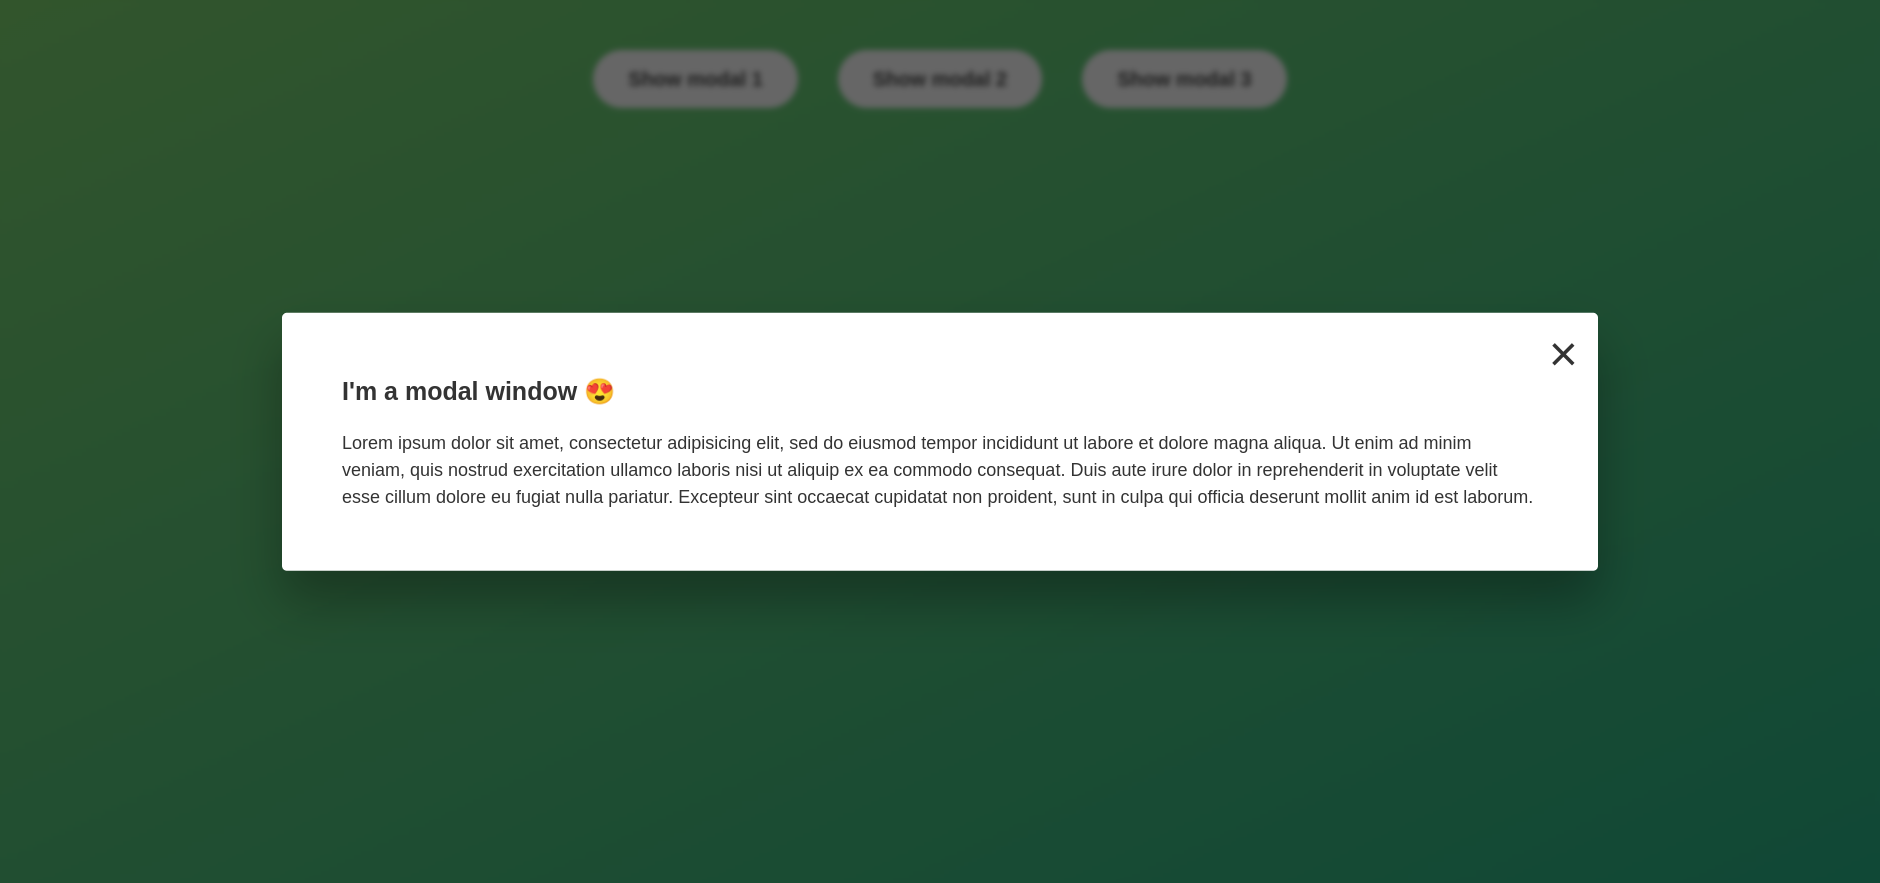 Show modal 1 Show modal 2 Show modal 3
×
I'm a modal window 😍
Lorem ipsum dolor sit amet, consectetur adipisicing elit, sed do eiusmod tempor incididunt ut labore et dolore magna aliqua. Ut enim ad minim
veniam, quis nostrud exercitation ullamco laboris nisi ut aliquip ex ea commodo consequat. Duis aute irure dolor in reprehenderit in voluptate velit
esse cillum dolore eu fugiat nulla pariatur. Excepteur sint occaecat cupidatat non proident, sunt in culpa qui officia deserunt mollit anim id est laborum.